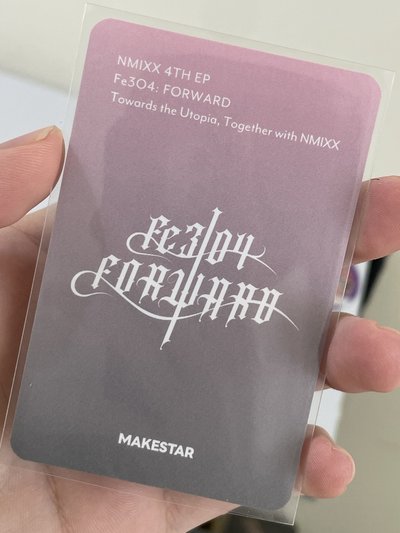 NMIXX 4TH EP
Fe3O4: FORWARD
Towards the Utopia, Together with NMIXX
Fe3O4
FORWARD
MAKESTAR